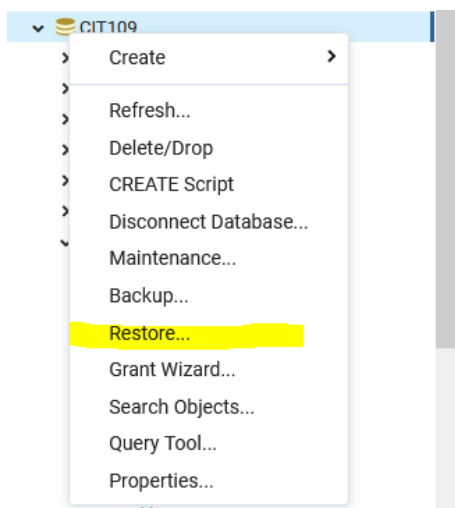 CIT109
Create
Refresh...
Delete/Drop
CREATE Script
Disconnect Database...
Maintenance...
Backup...
Restore...
Grant Wizard...
Search Objects...
Query Tool...
Properties...